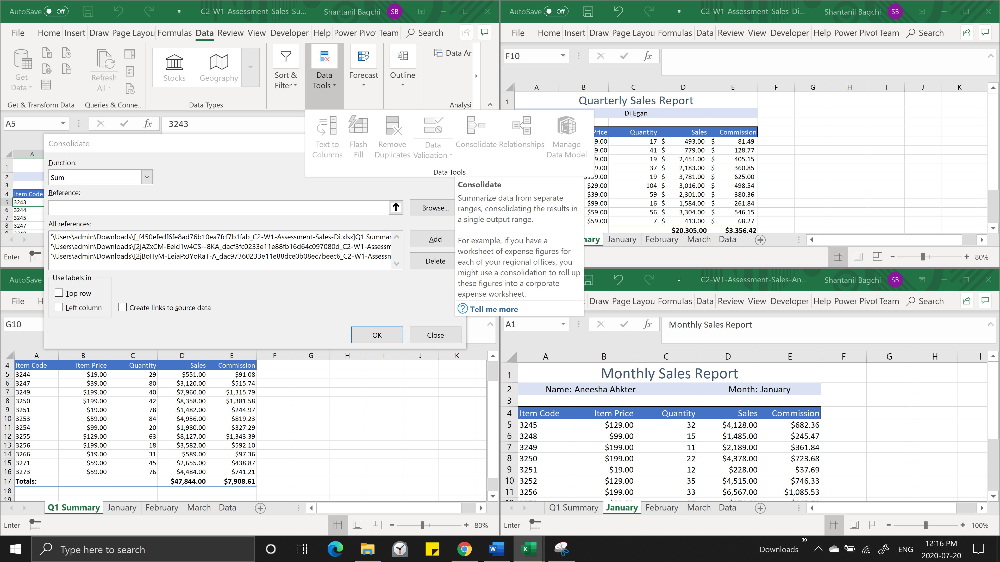 AutoSave Off C2-W1-Assessment-Sales-Su... Shantanil Bagchi SB
File Home Insert Draw Page Layou Formulas Data Review View Developer Help Power Pivot Team Search
Get Data
Refresh All
Stocks Geography
Sort & Filter
Data Tools
Forecast
Outline
Data An
Get & Transform Data Queries & Conne... Data Types Analysi
A5 fx 3243
Text to Columns
Flash Fill
Remove Duplicates
Data Validation
Consolidate
Relationships
Manage Data Model
Data Tools
Consolidate
Summarize data from separate
ranges, consolidating the results in
a single output range.
For example, if you have a
worksheet of expense figures for
each of your regional offices, you
might use a consolidation to roll up
these figures into a corporate
expense worksheet.
Tell me more
A
1
2
3
4 Item Code
5 3243
6 3244
7 3245
8 3247
Enter
Consolidate
Function:
Sum
Reference:
Browse...
All references:
'\Users\admin\Downloads\[_f450efedf6fe8ad76b10ea7fcf7b1fab_C2-W1-Assessment-Sales-Di.xlsx]Q1 Summar
'\Users\admin\Downloads\[2jAZxCM-Eeid1w4CS--8KA_dacf3fc0233e11e88fb16d64c097080d_C2-W1-Assessm
'\Users\admin\Downloads\[2jBoHyM-EeiaPxJYoRaT-A_dac97360233e11e88dce0b08ec7beec6_C2-W1-Assessm
Add
Delete
Use labels in
Top row
Left column
Create links to source data
OK Close
AutoSave Off C2-W1-Assessment-Sales-Di... Shantanil Bagchi SB
File Home Insert Draw Page Layou Formulas Data Review View Developer Help Power Pivot Team Search
F10 fx
A B C D E F G H I J K
1 Quarterly Sales Report
Di Egan
Price Quantity Sales Commission
9.00 17 $ 493.00 $ 81.49
9.00 41 $ 779.00 $ 128.77
9.00 19 $ 2,451.00 $ 405.15
9.00 37 $ 2,183.00 $ 360.85
$199.00 19 $ 3,781.00 $ 625.00
$29.00 104 $ 3,016.00 $ 498.54
$39.00 59 $ 2,301.00 $ 380.36
$99.00 16 $ 1,584.00 $ 261.84
$59.00 56 $ 3,304.00 $ 546.15
$59.00 7 $ 413.00 $ 68.27
$20,305.00 $3,356.42
mary January February March Data
80%
AutoSave
File H
G10
A B C D E F G H I J K
4 Item Code Item Price Quantity Sales Commission
5 3244 $19.00 29 $551.00 $91.08
6 3247 $39.00 80 $3,120.00 $515.74
7 3249 $199.00 40 $7,960.00 $1,315.79
8 3250 $199.00 42 $8,358.00 $1,381.58
9 3251 $19.00 78 $1,482.00 $244.97
10 3253 $59.00 84 $4,956.00 $819.23
11 3254 $99.00 20 $1,980.00 $327.29
12 3255 $129.00 63 $8,127.00 $1,343.39
13 3256 $199.00 18 $3,582.00 $592.10
14 3266 $19.00 31 $589.00 $97.36
15 3271 $59.00 45 $2,655.00 $438.87
16 3273 $59.00 76 $4,484.00 $741.21
17 Totals: $47,844.00 $7,908.61
18
19
Q1 Summary January February March Data
Enter 80%
C2-W1-Assessment-Sales-An... Shantanil Bagchi SB
Draw Page Layou Formulas Data Review View Developer Help Power Pivot Team Search
A1 fx Monthly Sales Report
A B C D E F G H I
1 Monthly Sales Report
2 Name: Aneesha Ahkter Month: January
3
4 Item Code Item Price Quantity Sales Commission
5 3245 $129.00 32 $4,128.00 $682.36
6 3248 $99.00 15 $1,485.00 $245.47
7 3249 $199.00 11 $2,189.00 $361.84
8 3250 $199.00 22 $4,378.00 $723.68
9 3251 $19.00 12 $228.00 $37.69
10 3252 $129.00 35 $4,515.00 $746.33
11 3256 $199.00 33 $6,567.00 $1,085.53
Q1 Summary January February March Data
Enter 100%
Type here to search
Downloads ENG 12:16 PM
2020-07-20